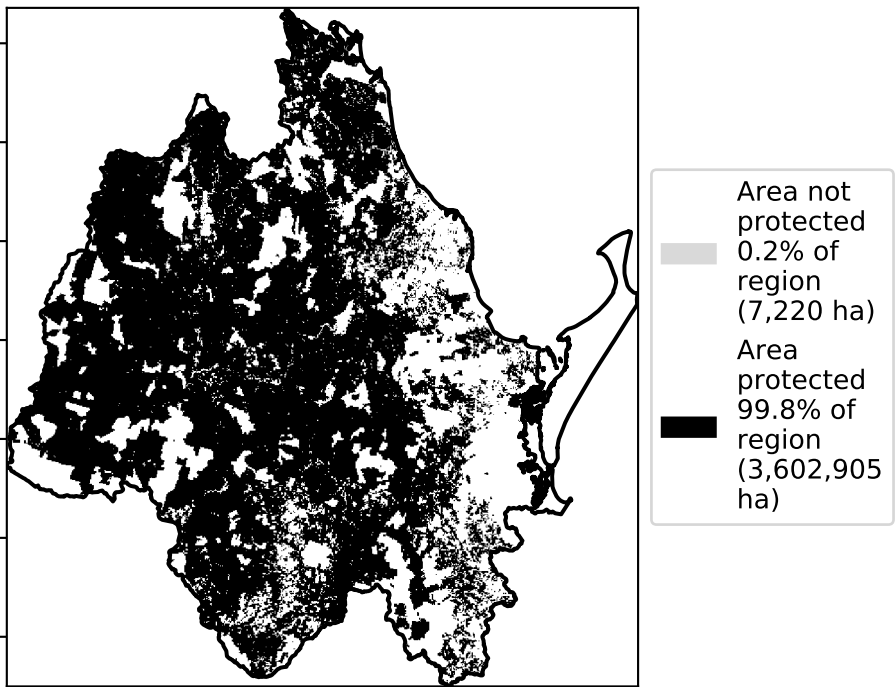 Area not
protected
0.2% of
region
(7,220 ha)
Area
protected
99.8% of
region
(3,602,905
ha)